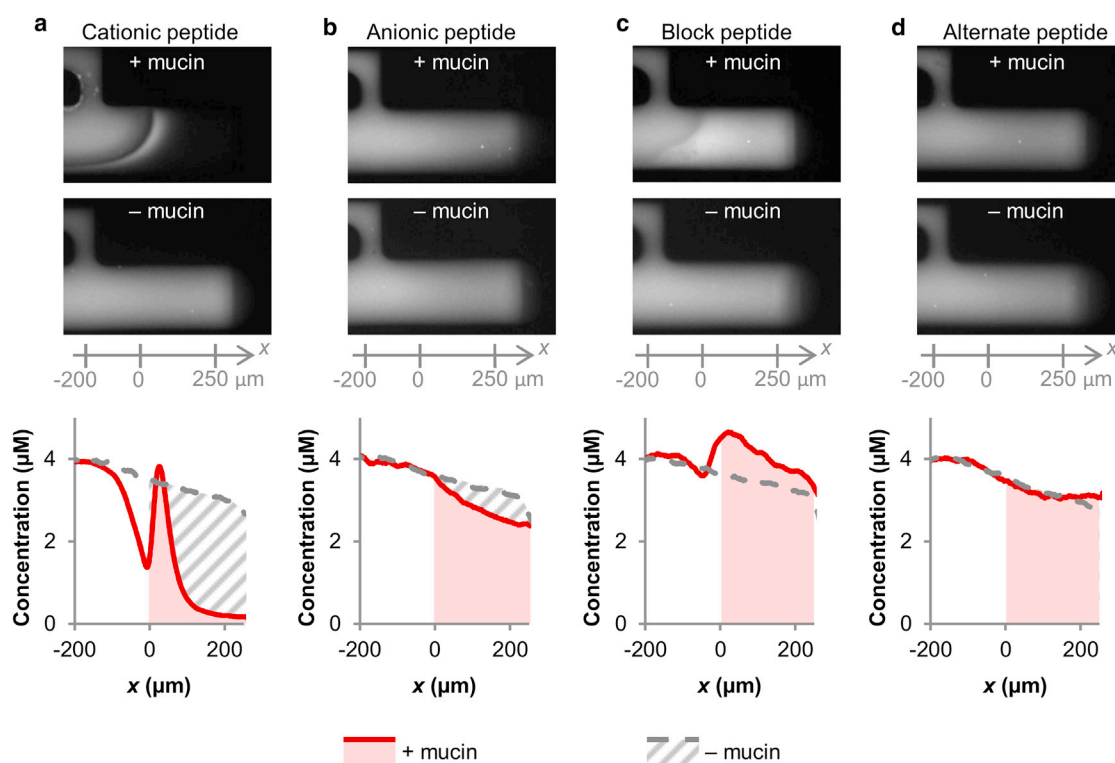 a Cationic peptide
+ mucin
– mucin
x
-200 0 250 µm
Concentration (µM)
4
2
0
-200 0 200
x (µm)
b Anionic peptide
+ mucin
– mucin
x
-200 0 250 µm
Concentration (µM)
4
2
0
-200 0 200
x (µm)
c Block peptide
+ mucin
– mucin
x
-200 0 250 µm
Concentration (µM)
4
2
0
-200 0 200
x (µm)
d Alternate peptide
+ mucin
– mucin
x
-200 0 250 µm
Concentration (µM)
4
2
0
-200 0 200
x (µm)
+ mucin
– mucin